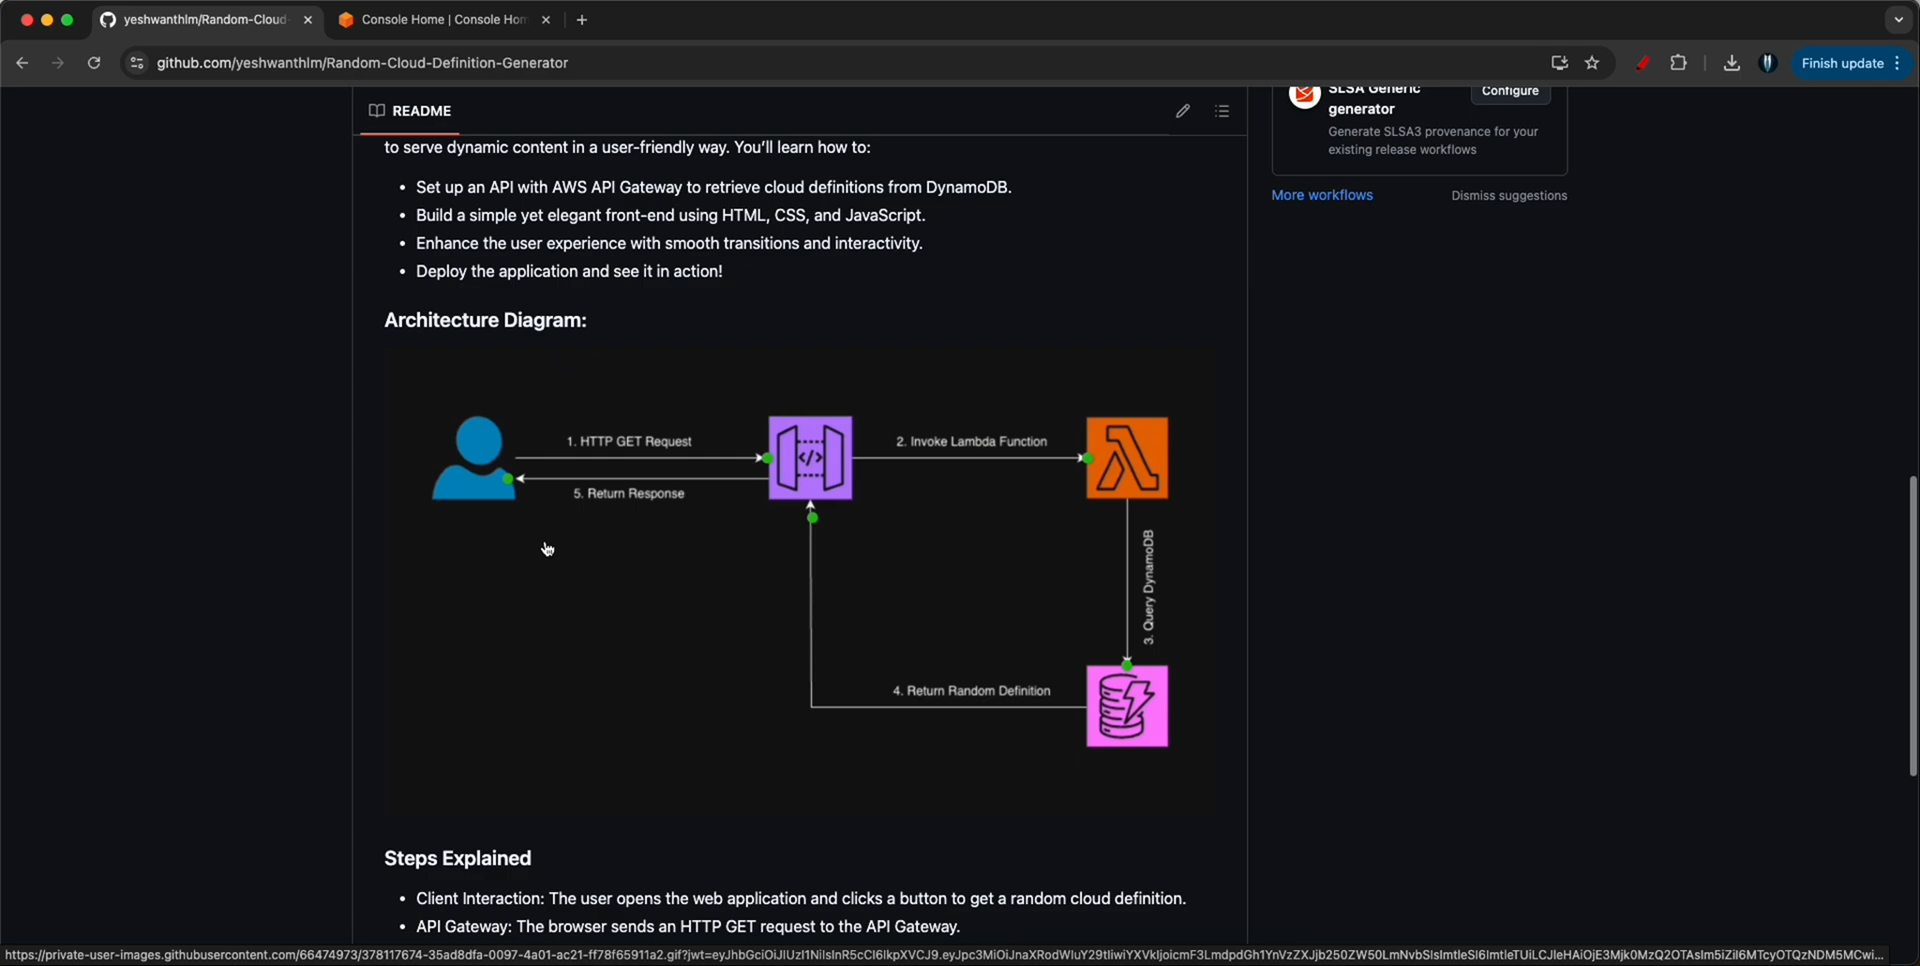 yeshwanthlm/Random-Cloud-
Console Home | Console Hom
github.com/yeshwanthlm/Random-Cloud-Definition-Generator
Finish update
README
SLSA Generic
generator
Configure
Generate SLSA3 provenance for your
existing release workflows
More workflows
Dismiss suggestions
to serve dynamic content in a user-friendly way. You'll learn how to:
• Set up an API with AWS API Gateway to retrieve cloud definitions from DynamoDB.
• Build a simple yet elegant front-end using HTML, CSS, and JavaScript.
• Enhance the user experience with smooth transitions and interactivity.
• Deploy the application and see it in action!
Architecture Diagram:
1. HTTP GET Request
2. Invoke Lambda Function
</>
5. Return Response
3. Query DynamoDB
4. Return Random Definition
Steps Explained
• Client Interaction: The user opens the web application and clicks a button to get a random cloud definition.
• API Gateway: The browser sends an HTTP GET request to the API Gateway.